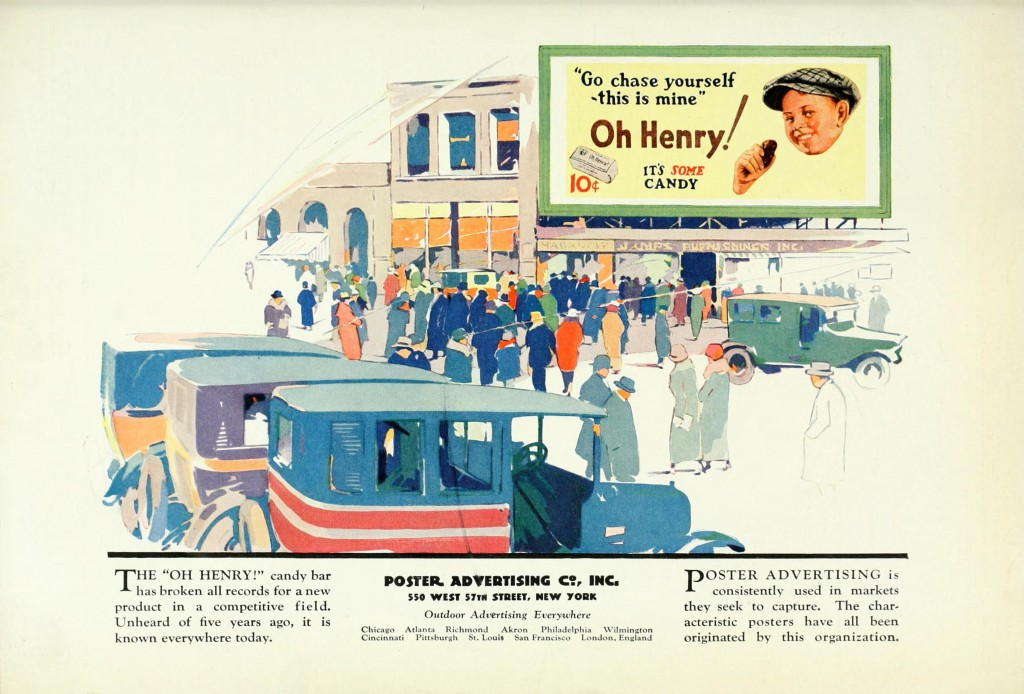 "Go chase yourself
-this is mine"
Oh Henry!
Oh Henry!
10¢
IT'S SOME
CANDY
FURNISHINGS INC.
THE "OH HENRY!" candy bar
has broken all records for a new
product in a competitive field.
Unheard of five years ago, it is
known everywhere today.
POSTER ADVERTISING Co., INC.
550 WEST 57TH STREET, NEW YORK
Outdoor Advertising Everywhere
Chicago Atlanta Richmond Akron Philadelphia Wilmington
Cincinnati Pittsburgh St. Louis San Francisco London, England
POSTER ADVERTISING is
consistently used in markets
they seek to capture. The char-
acteristic posters have all been
originated by this organization.